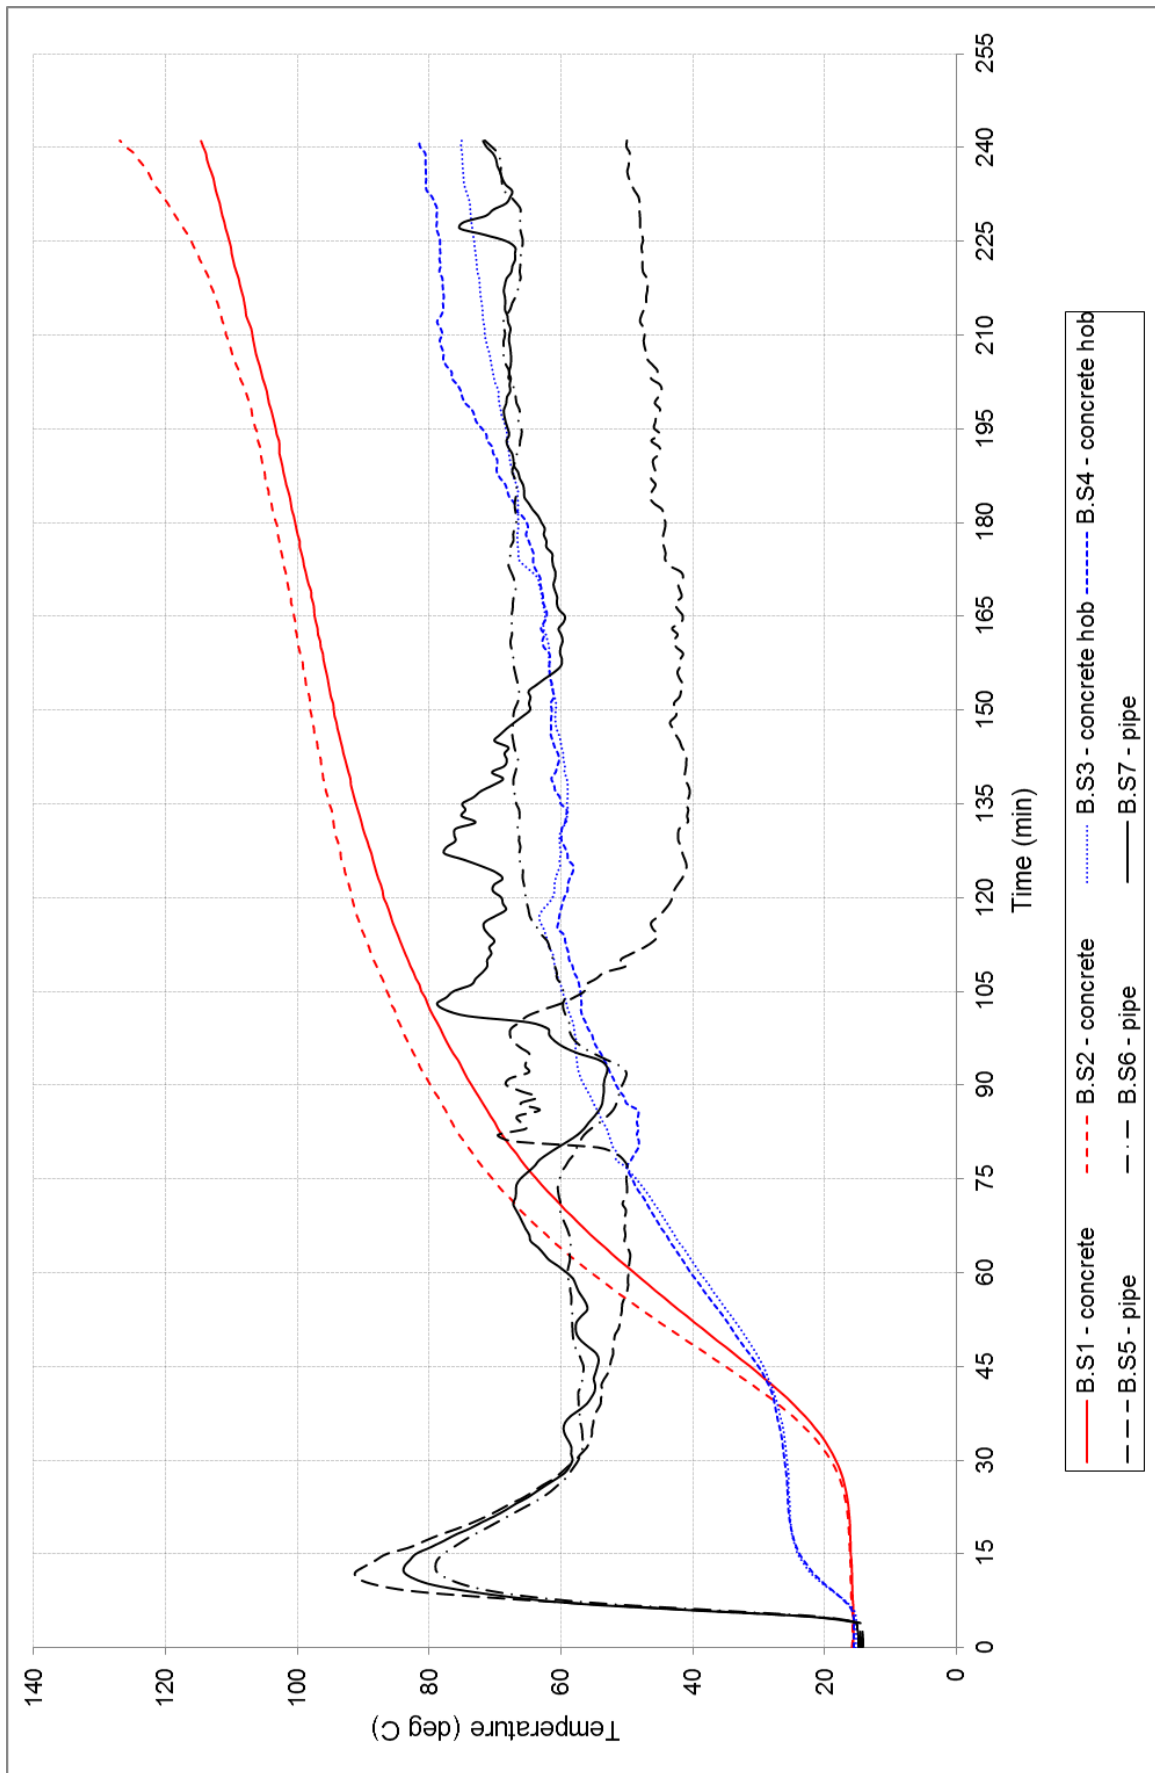 140
120
100
80
60
40
20
0
Temperature (deg C)
0 15 30 45 60 75 90 105 120 135 150 165 180 195 210 225 240 255
Time (min)
B.S1 - concrete B.S2 - concrete B.S3 - concrete hob B.S4 - concrete hob
B.S5 - pipe B.S6 - pipe B.S7 - pipe